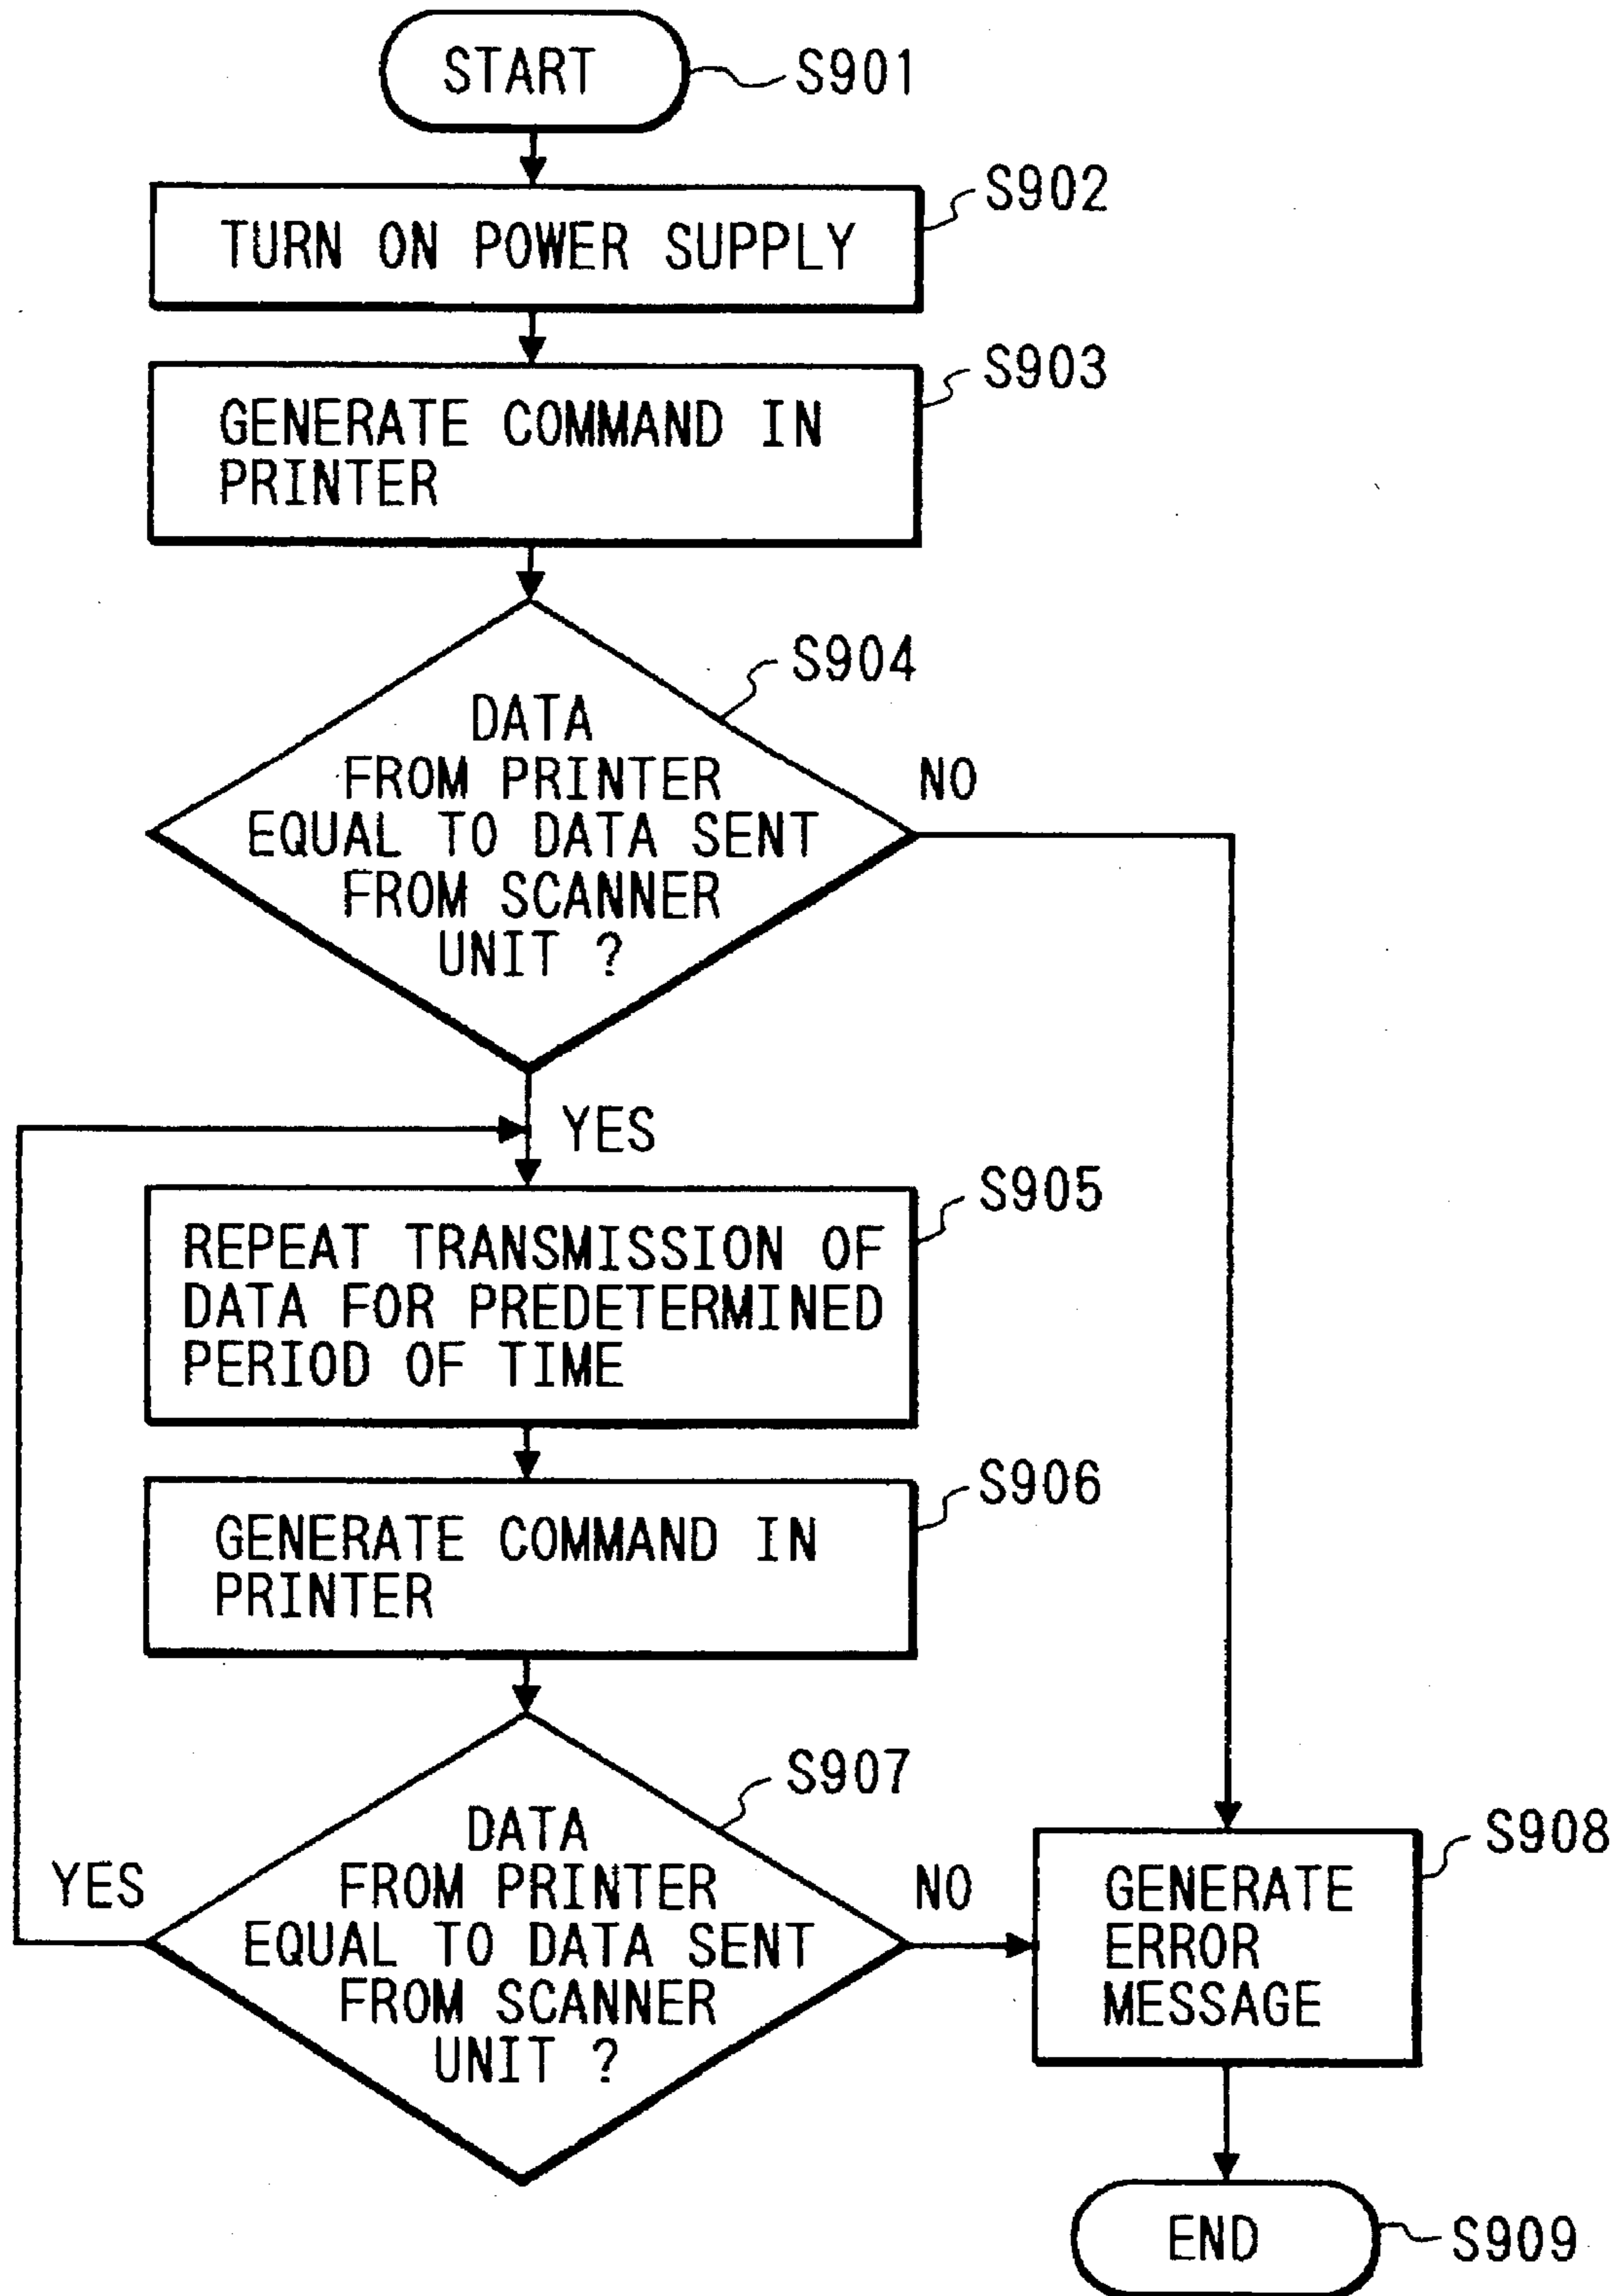 START
S901
TURN ON POWER SUPPLY
S902
GENERATE COMMAND IN
PRINTER
S903
DATA
FROM PRINTER
EQUAL TO DATA SENT
FROM SCANNER
UNIT ?
S904
NO
YES
REPEAT TRANSMISSION OF
DATA FOR PREDETERMINED
PERIOD OF TIME
S905
GENERATE COMMAND IN
PRINTER
S906
DATA
FROM PRINTER
EQUAL TO DATA SENT
FROM SCANNER
UNIT ?
S907
YES
NO
GENERATE
ERROR
MESSAGE
S908
END
S909